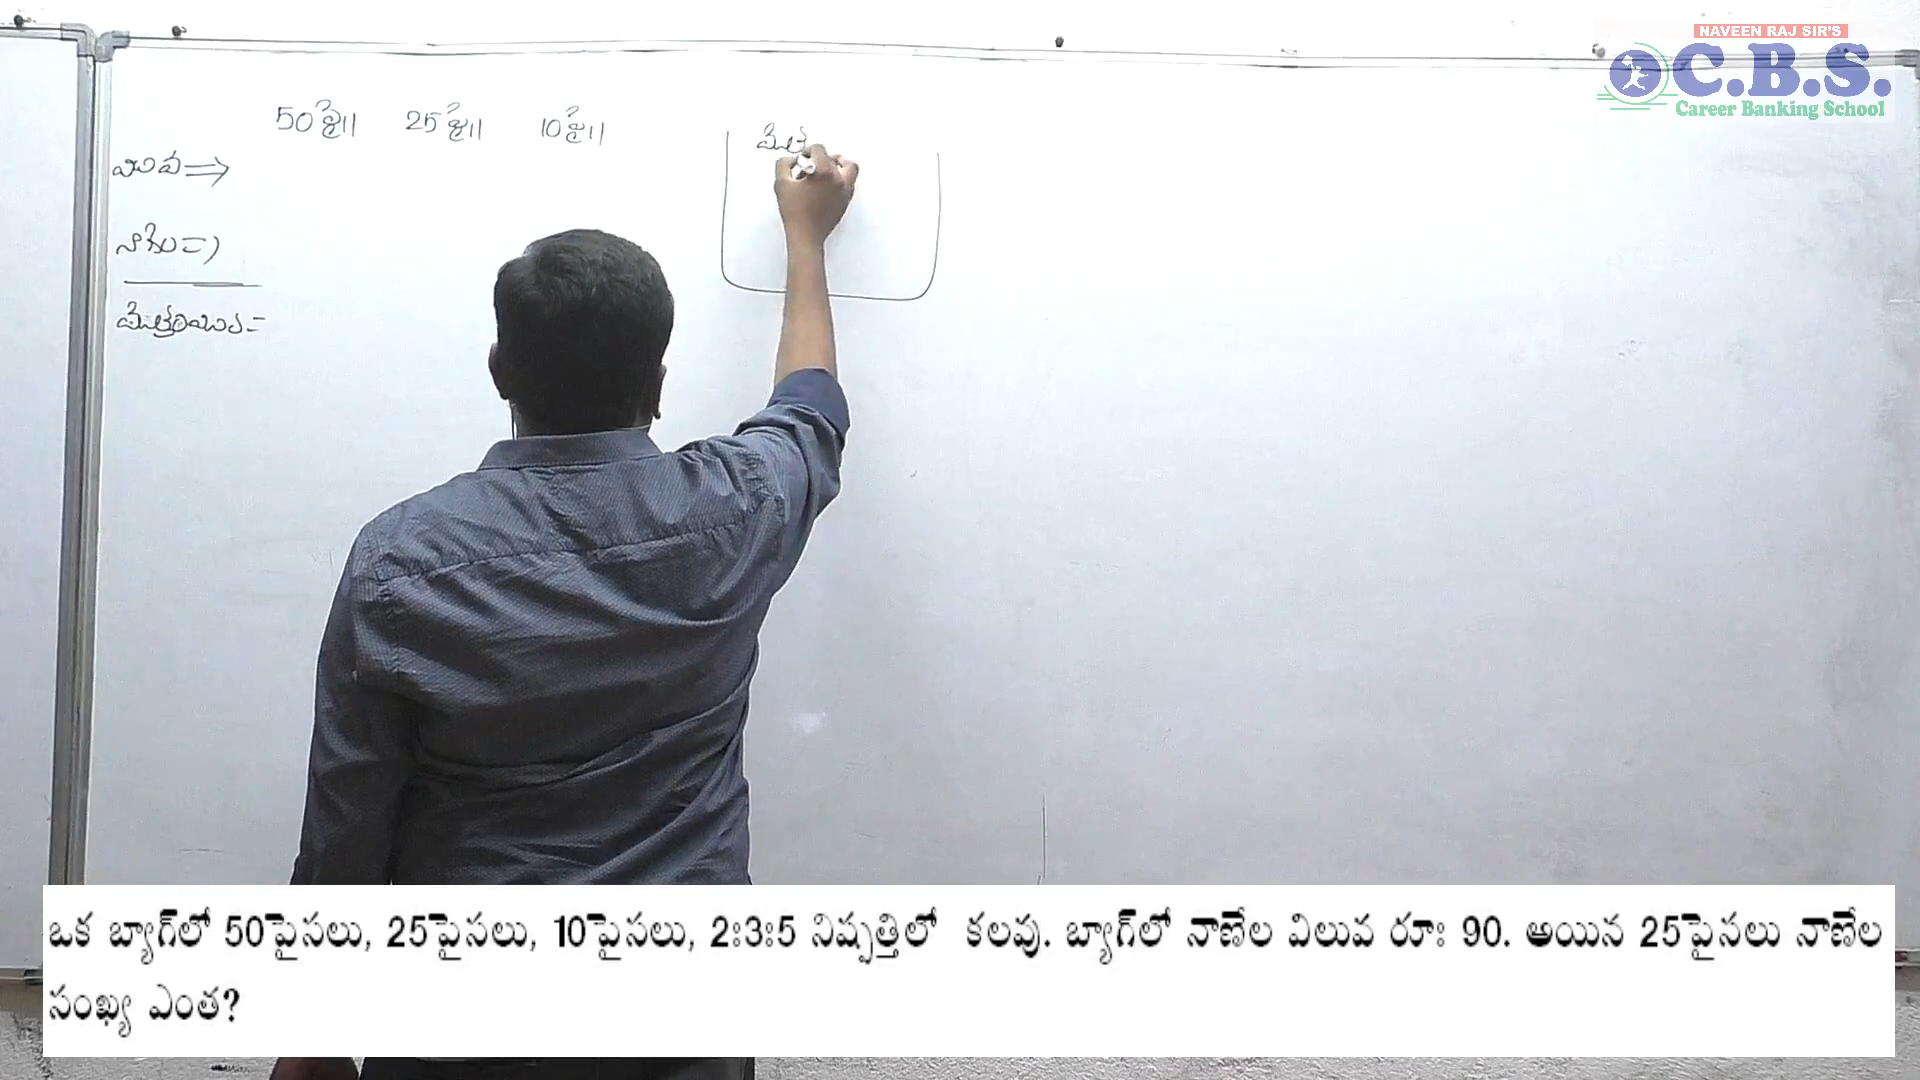 NAVEEN RAJ SIR'S
C.B.S.
Career Banking School
50పై॥ 25పై॥ 10పై॥
విలువ⇒
మొత్త
ఒక బ్యాగ్‌లో 50పైసలు, 25పైసలు, 10పైసలు, 2:3:5 నిష్పత్తిలో కలవు. బ్యాగ్‌లో నాణేల విలువ రూః 90. అయిన 25పైసలు నాణేల
సంఖ్య ఎంత?